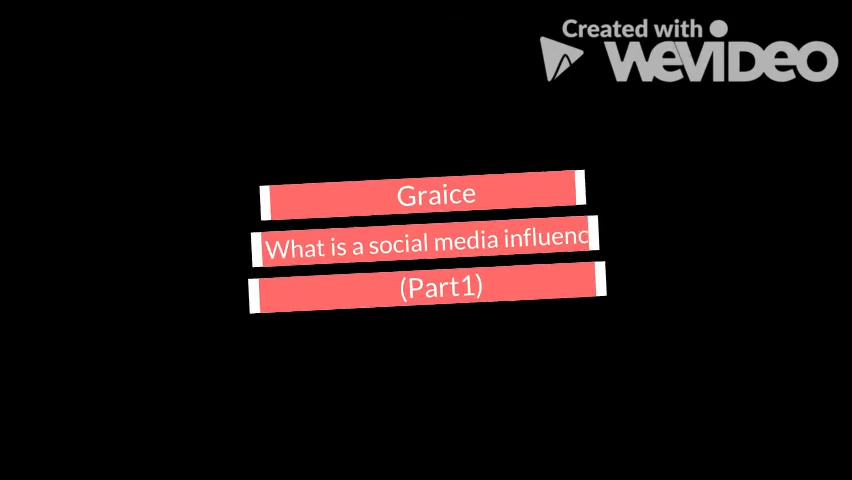 Created with
WeVideo
Graice
What is a social media influenc
(Part1)